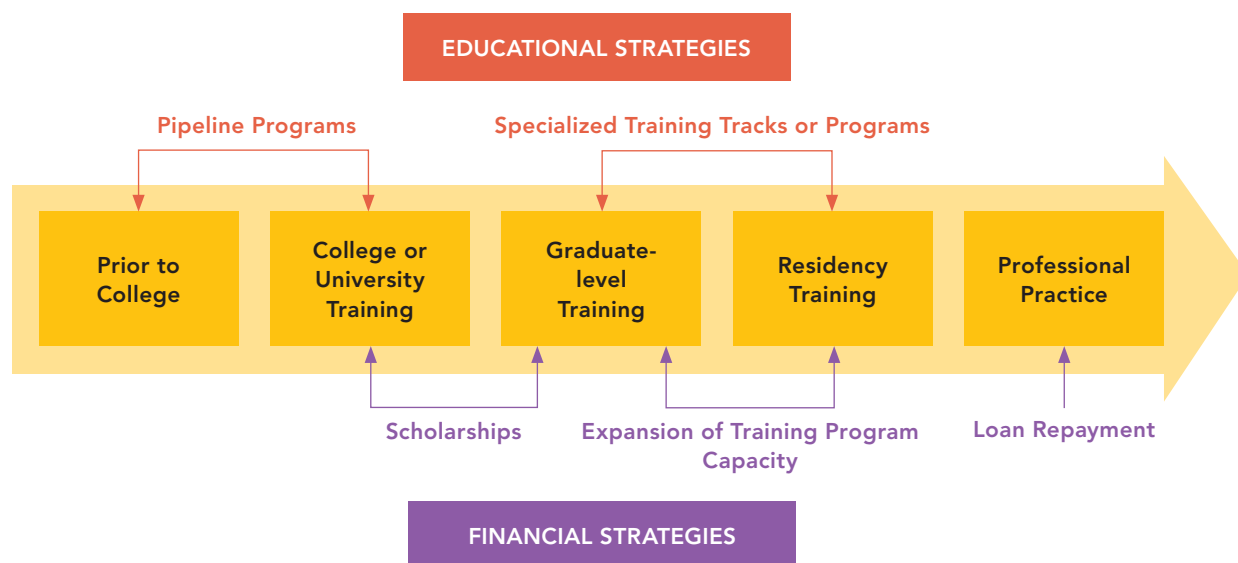 EDUCATIONAL STRATEGIES
Pipeline Programs
Specialized Training Tracks or Programs
Prior to
College
College or
University
Training
Graduate-
level
Training
Residency
Training
Professional
Practice
Scholarships
Expansion of Training Program
Capacity
Loan Repayment
FINANCIAL STRATEGIES